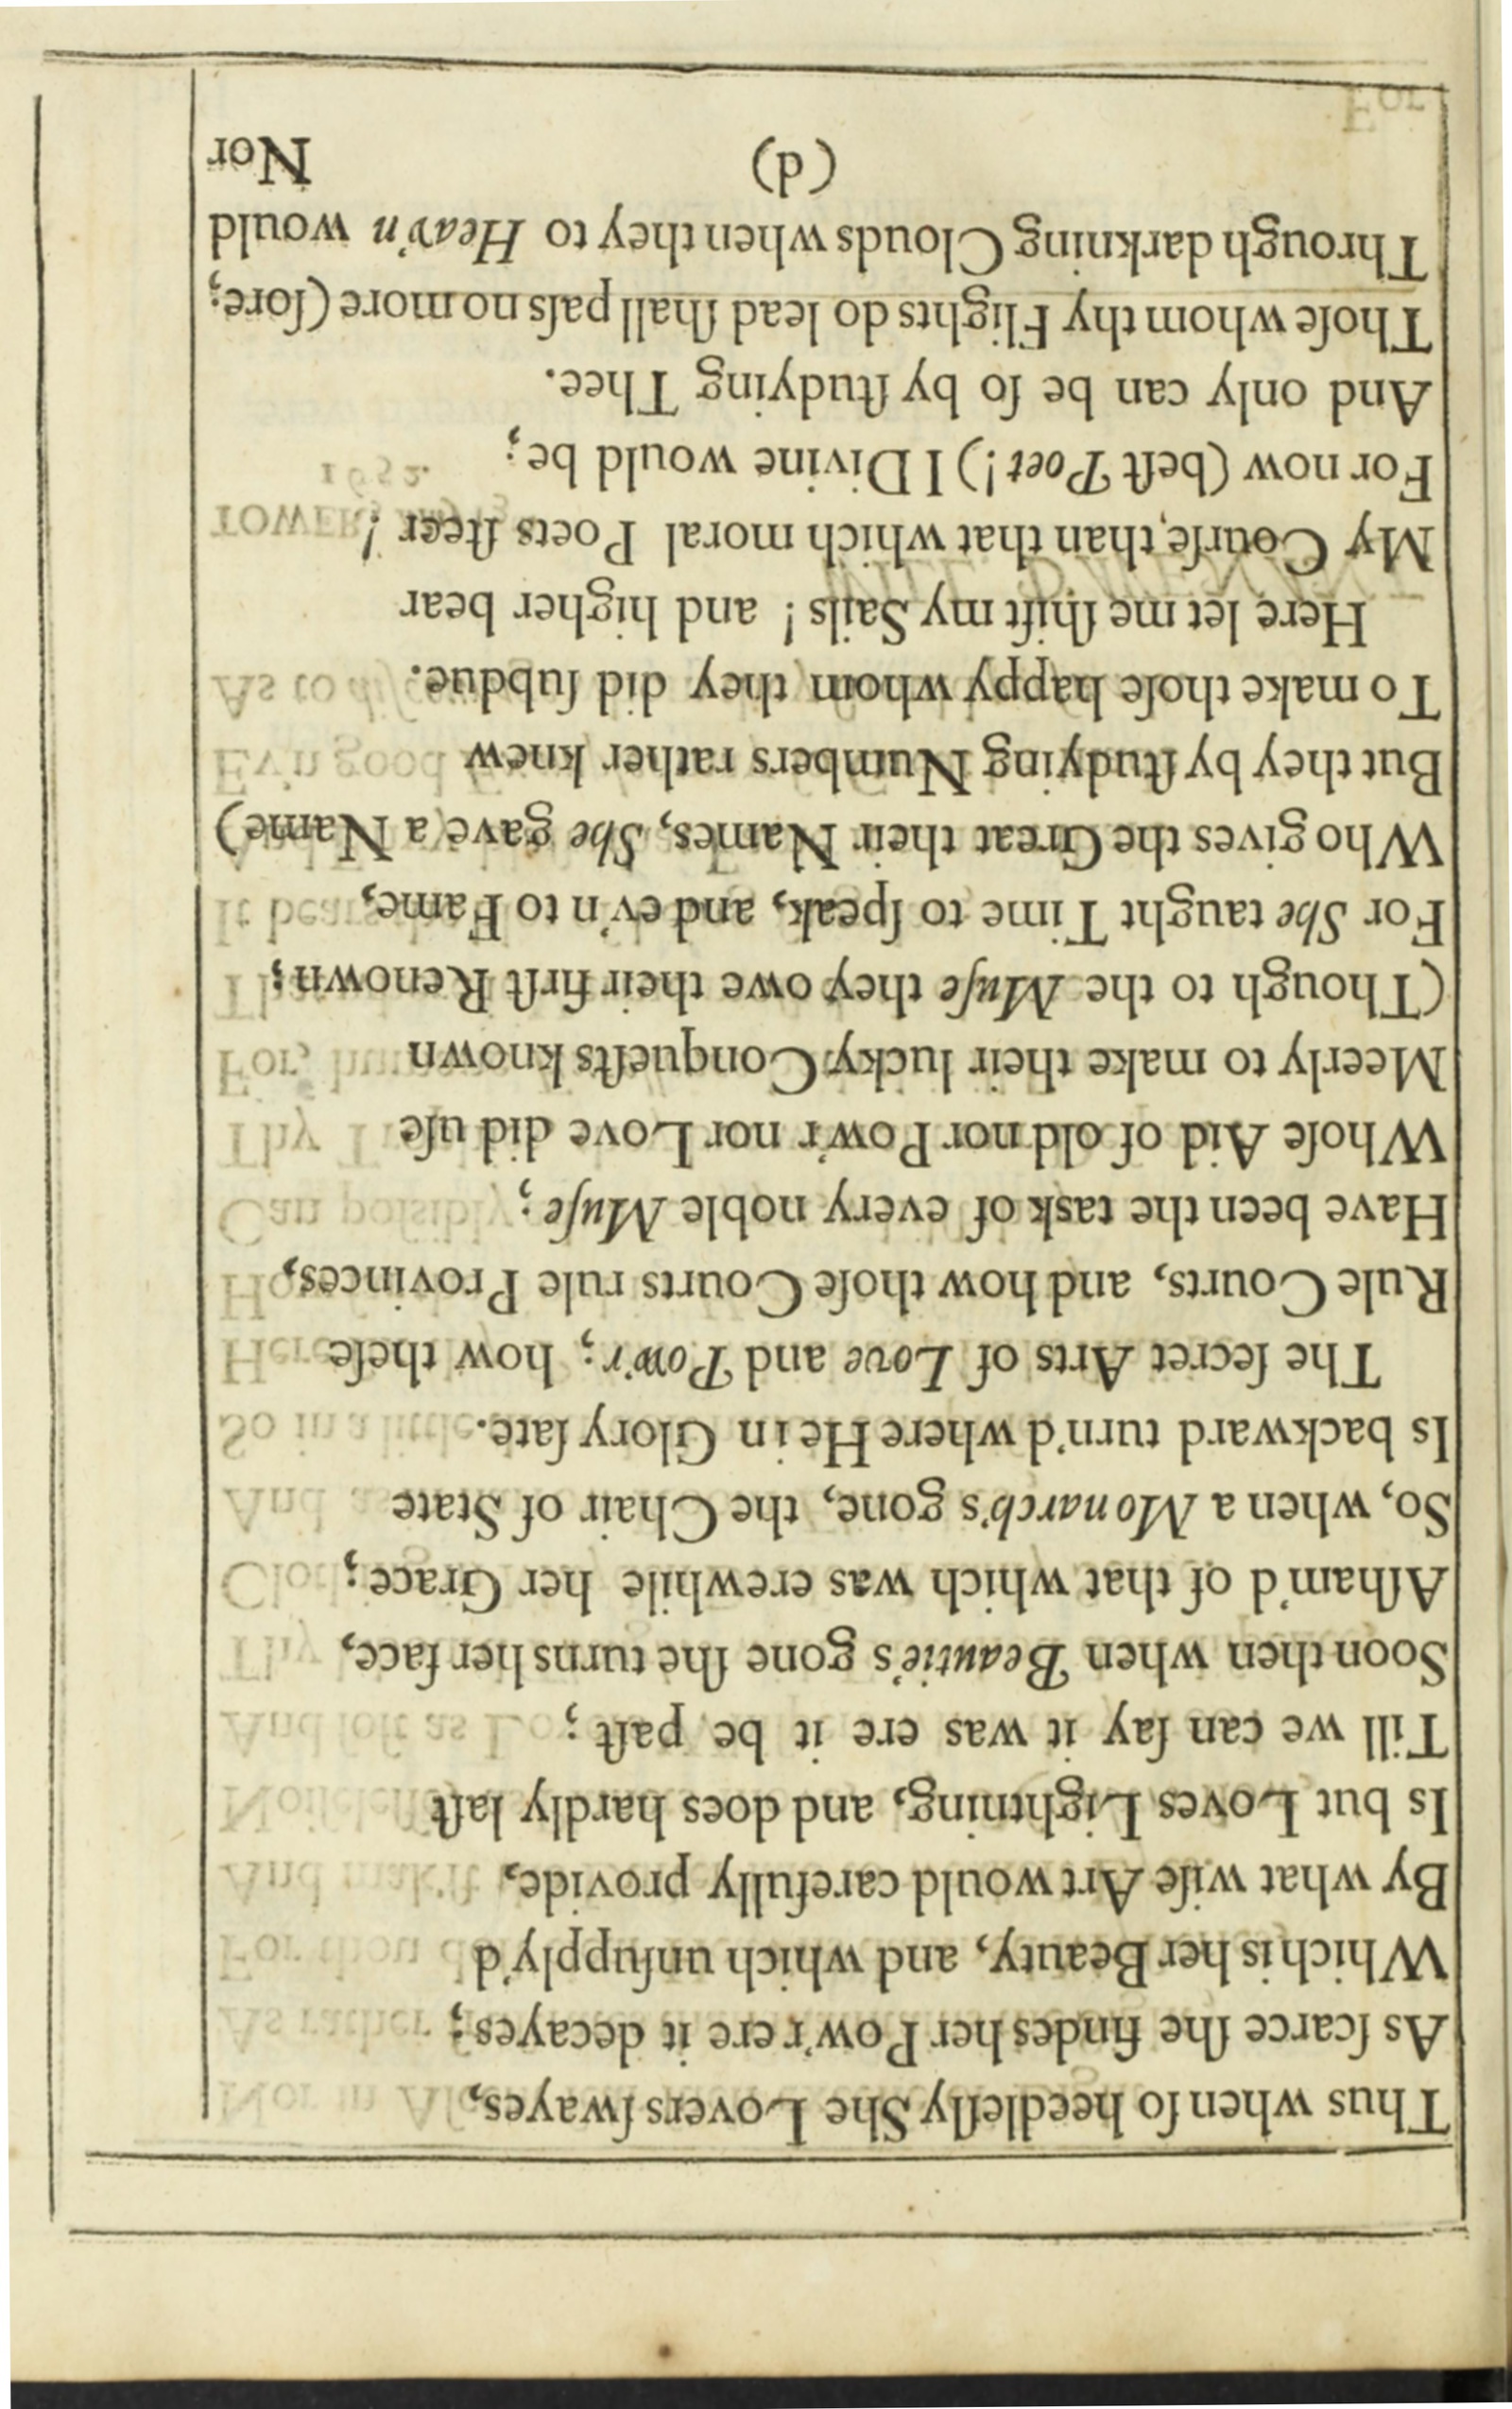 Thus when ſo heedleſly She Lovers ſwayes,
As ſcarce ſhe findes her Pow'r ere it decayes;
Which is her Beauty, and which unſupply'd
By what wiſe Art would carefully provide,
Is but Loves Lightning, and does hardly laſt
Till we can ſay it was ere it be paſt;
Soon then when Beautie's gone ſhe turns her face,
Aſham'd of that which was erewhile her Grace;
So, when a Monarch's gone, the Chair of State
Is backward turn'd where He in Glory ſate.
The ſecret Arts of Love and Pow'r; how theſe
Rule Courts, and how thoſe Courts rule Provinces,
Have been the task of every noble Muſe;
Whoſe Aid of old nor Pow'r nor Love did uſe
Meerly to make their lucky Conqueſts known
(Though to the Muſe they owe their firſt Renown;
For She taught Time to ſpeak, and ev'n to Fame,
Who gives the Great their Names, She gave a Name)
But they by ſtudying Numbers rather knew
To make thoſe happy whom they did ſubdue.
Here let me ſhift my Sails! and higher bear
My Courſe, than that which moral Poets ſteer!
For now (beſt Poet!) I Divine would be;
And only can be ſo by ſtudying Thee.
Thoſe whom thy Flights do lead ſhall paſs no more (ſore;
Through darkning Clouds when they to Heav'n would
(d) Nor